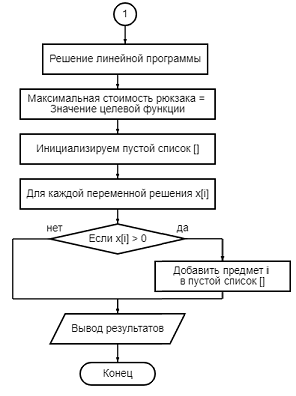 1
Решение линейной программы
Максимальная стоимость рюкзака =
Значение целевой функции
Инициализируем пустой список []
Для каждой переменной решения x[i]
нет
Если x[i] > 0
да
Добавить предмет i
в пустой список []
Вывод результатов
Конец